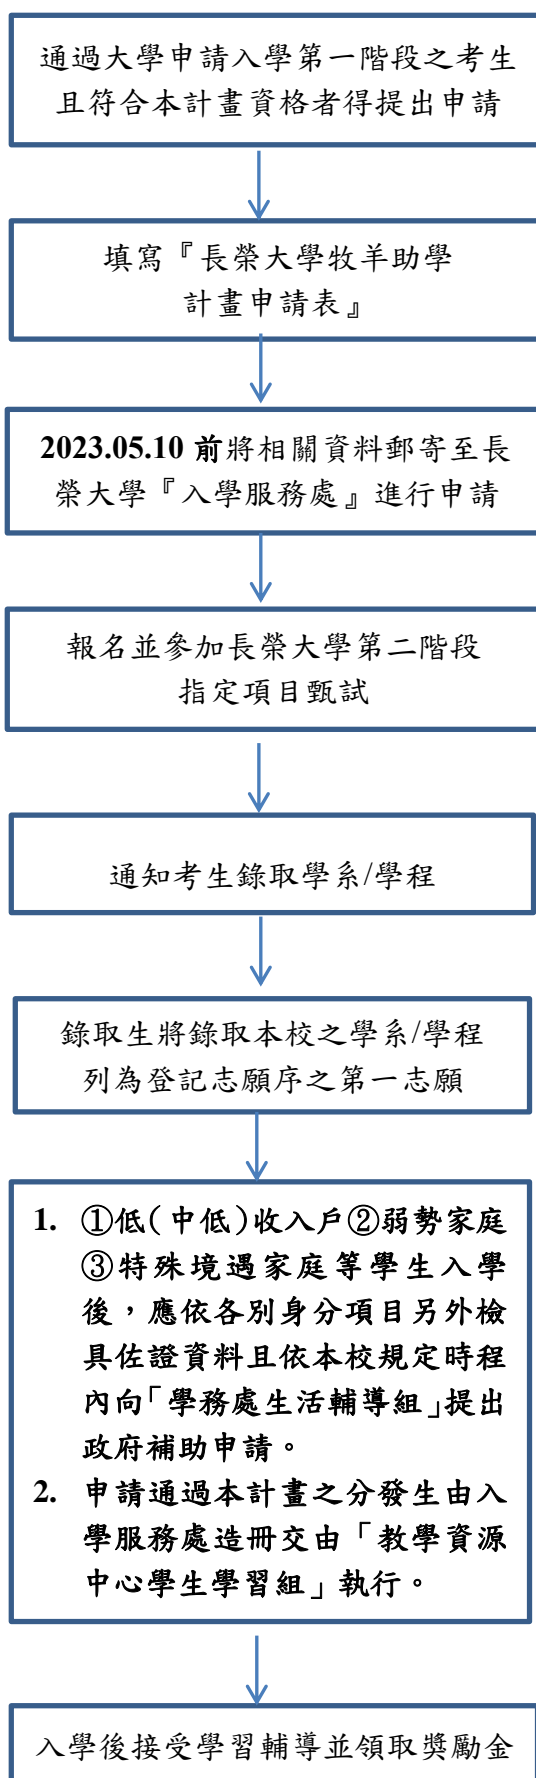 通過大學申請入學第一階段之考生
且符合本計畫資格者得提出申請
填寫『長榮大學牧羊助學
計畫申請表』
2023.05.10 前將相關資料郵寄至長
榮大學『入學服務處』進行申請
報名並參加長榮大學第二階段
指定項目甄試
通知考生錄取學系/學程
錄取生將錄取本校之學系/學程
列為登記志願序之第一志願
1. ①低(中低)收入戶②弱勢家庭
③特殊境遇家庭等學生入學
後，應依各別身分項目另外檢
具佐證資料且依本校規定時程
內向「學務處生活輔導組」提出
政府補助申請。
2. 申請通過本計畫之分發生由入
學服務處造冊交由「教學資源
中心學生學習組」執行。
入學後接受學習輔導並領取獎勵金